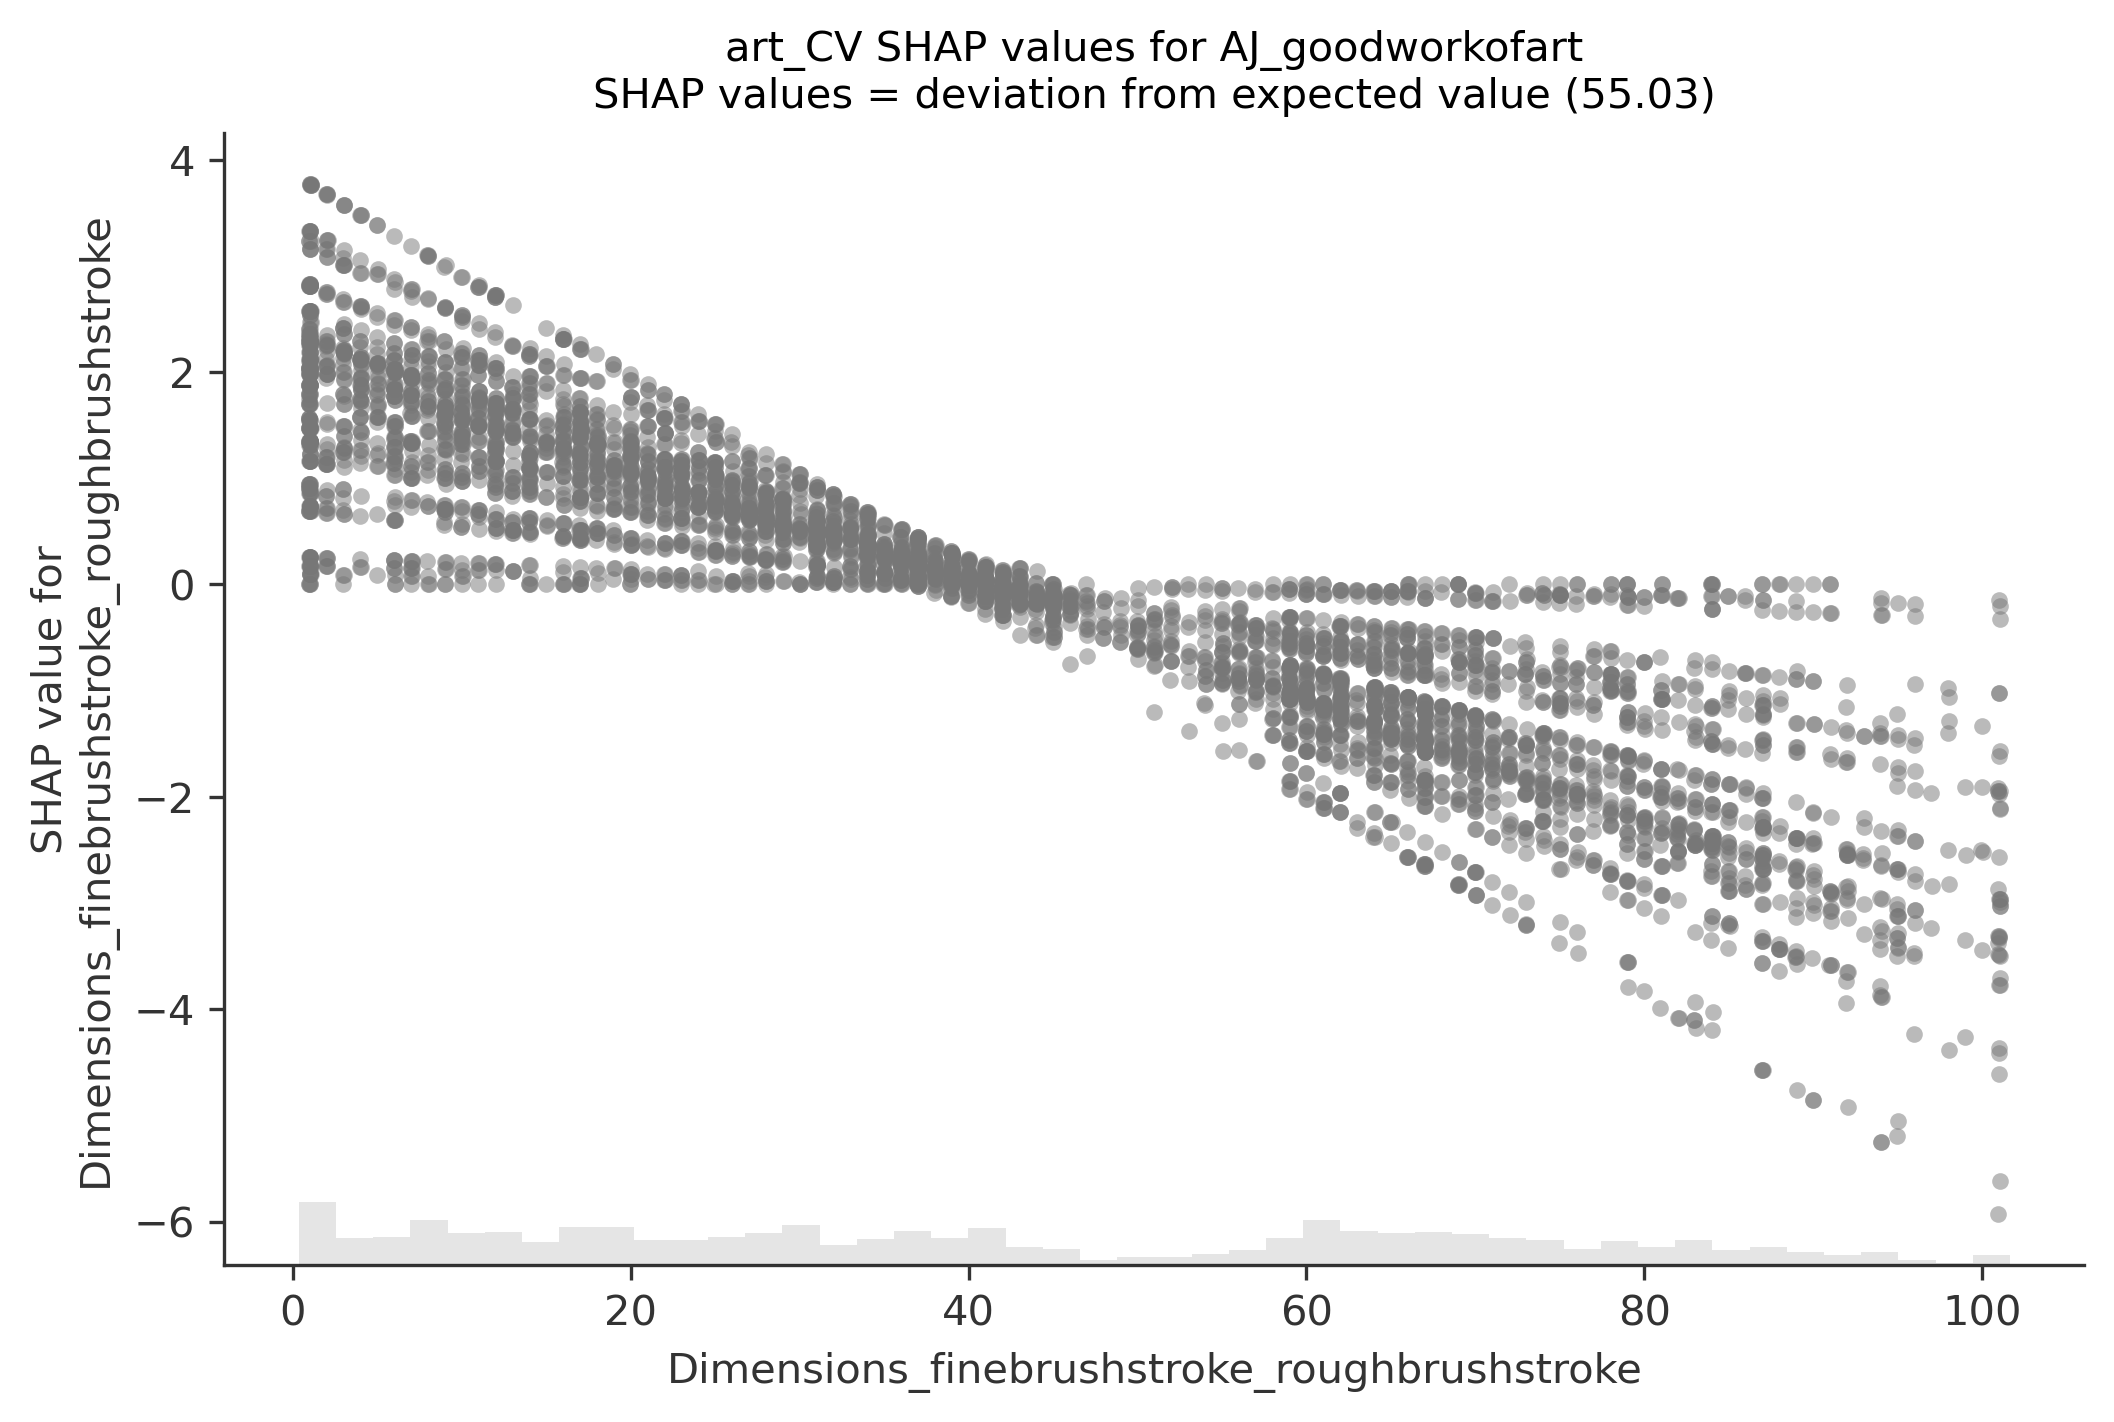 art_CV SHAP values for AJ_goodworkofart
SHAP values = deviation from expected value (55.03)
SHAP value for
Dimensions_finebrushstroke_roughbrushstroke
4
2
0
−2
−4
−6
0 20 40 60 80 100
Dimensions_finebrushstroke_roughbrushstroke